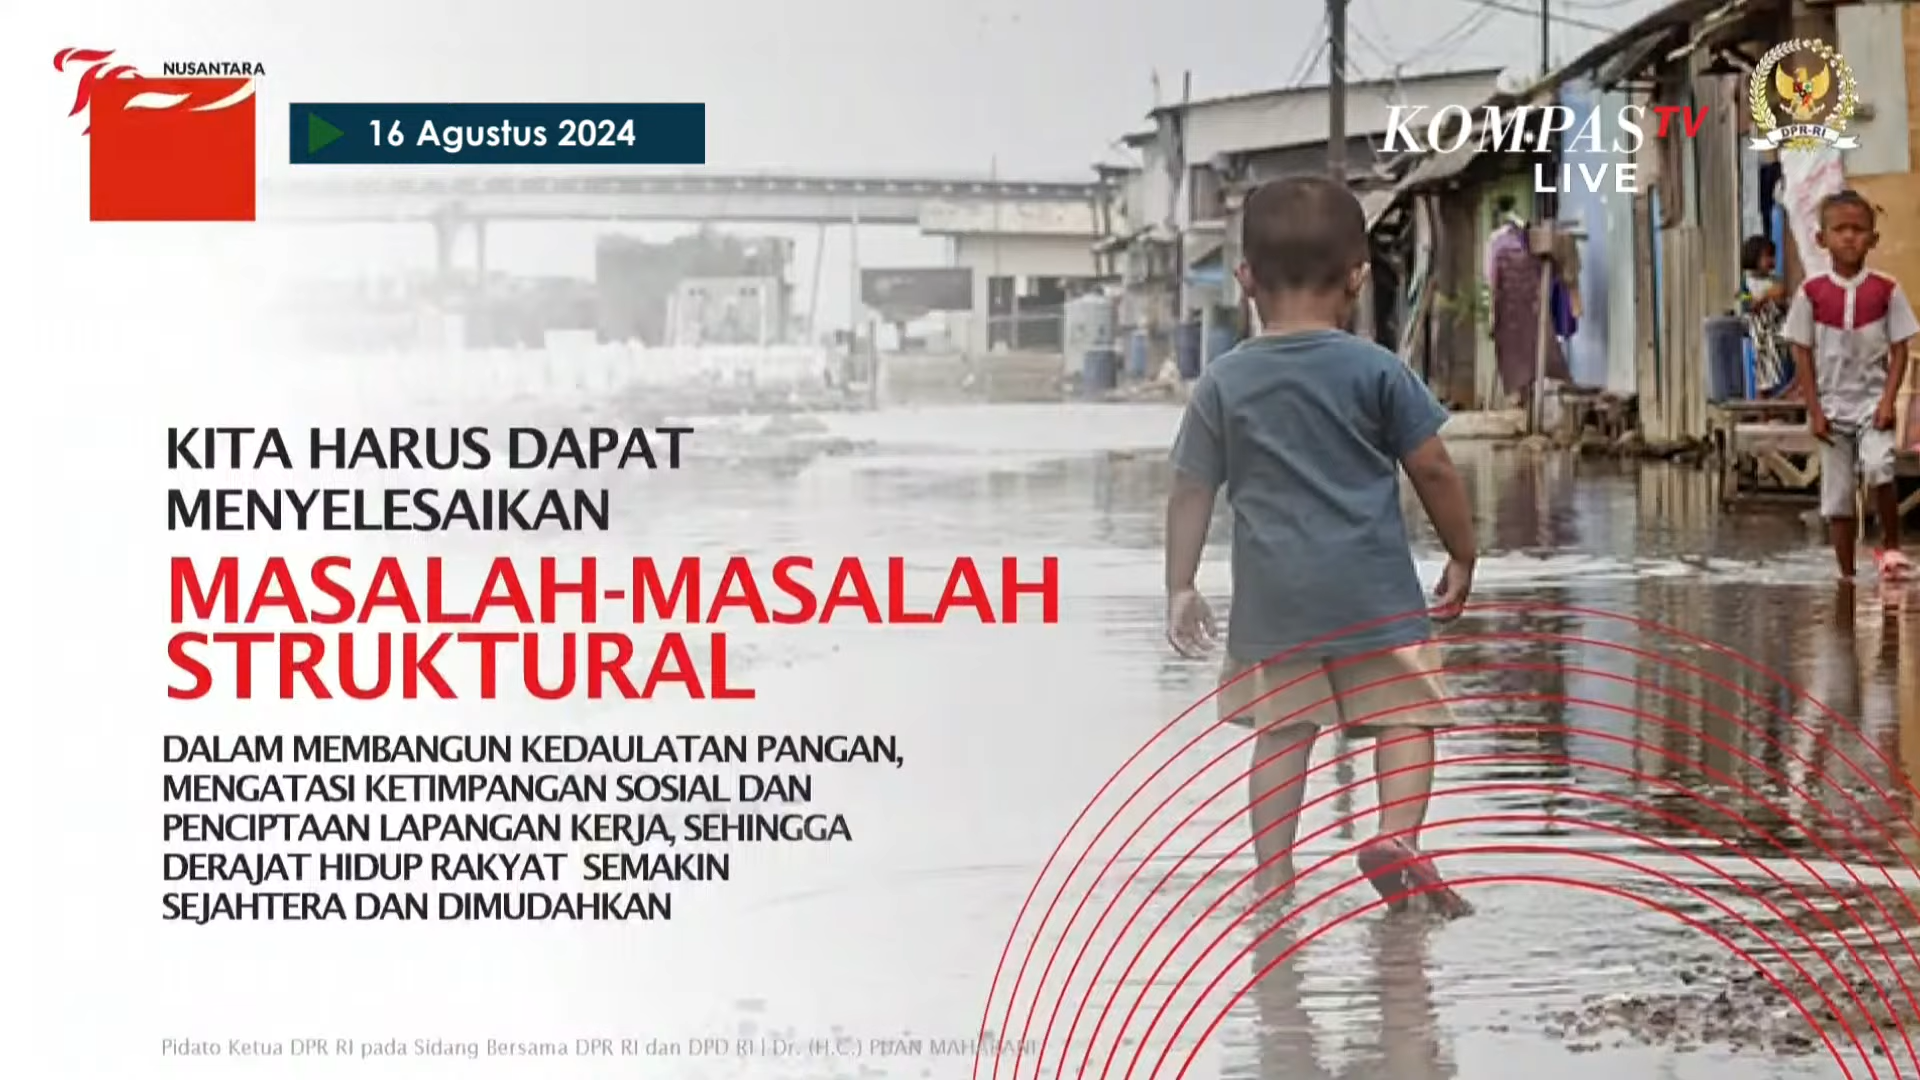 NUSANTARA
16 Agustus 2024
KOMPASTV
LIVE
DPR-RI
KITA HARUS DAPAT
MENYELESAIKAN
MASALAH-MASALAH
STRUKTURAL
DALAM MEMBANGUN KEDAULATAN PANGAN,
MENGATASI KETIMPANGAN SOSIAL DAN
PENCIPTAAN LAPANGAN KERJA, SEHINGGA
DERAJAT HIDUP RAKYAT SEMAKIN
SEJAHTERA DAN DIMUDAHKAN
Pidato Ketua DPR RI pada Sidang Bersama DPR RI dan DPD RI | Dr. (H.C.) PUAN MAHARANI